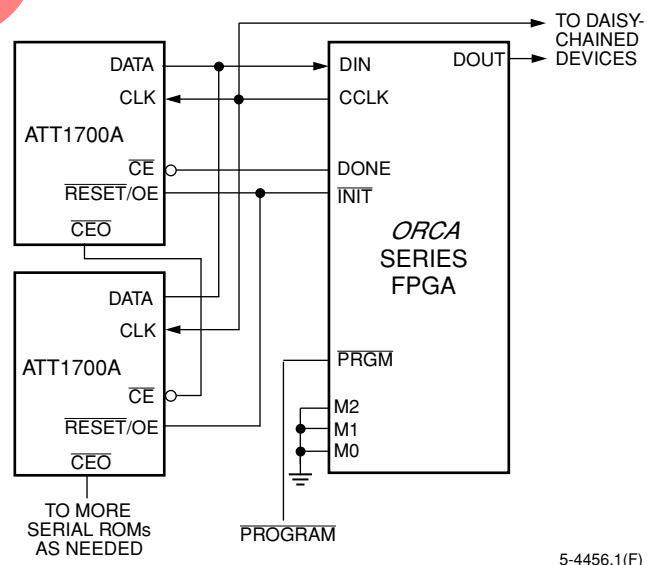 TO DAISY-
CHAINED
DEVICES
DATA
CLK
ATT1700A
CE
RESET/OE
CEO
DIN
CCLK
DONE
INIT
DOUT
ORCA
SERIES
FPGA
PRGM
M2
M1
M0
DATA
CLK
ATT1700A
CE
RESET/OE
CEO
TO MORE
SERIAL ROMs
AS NEEDED
PROGRAM
5-4456.1(F)